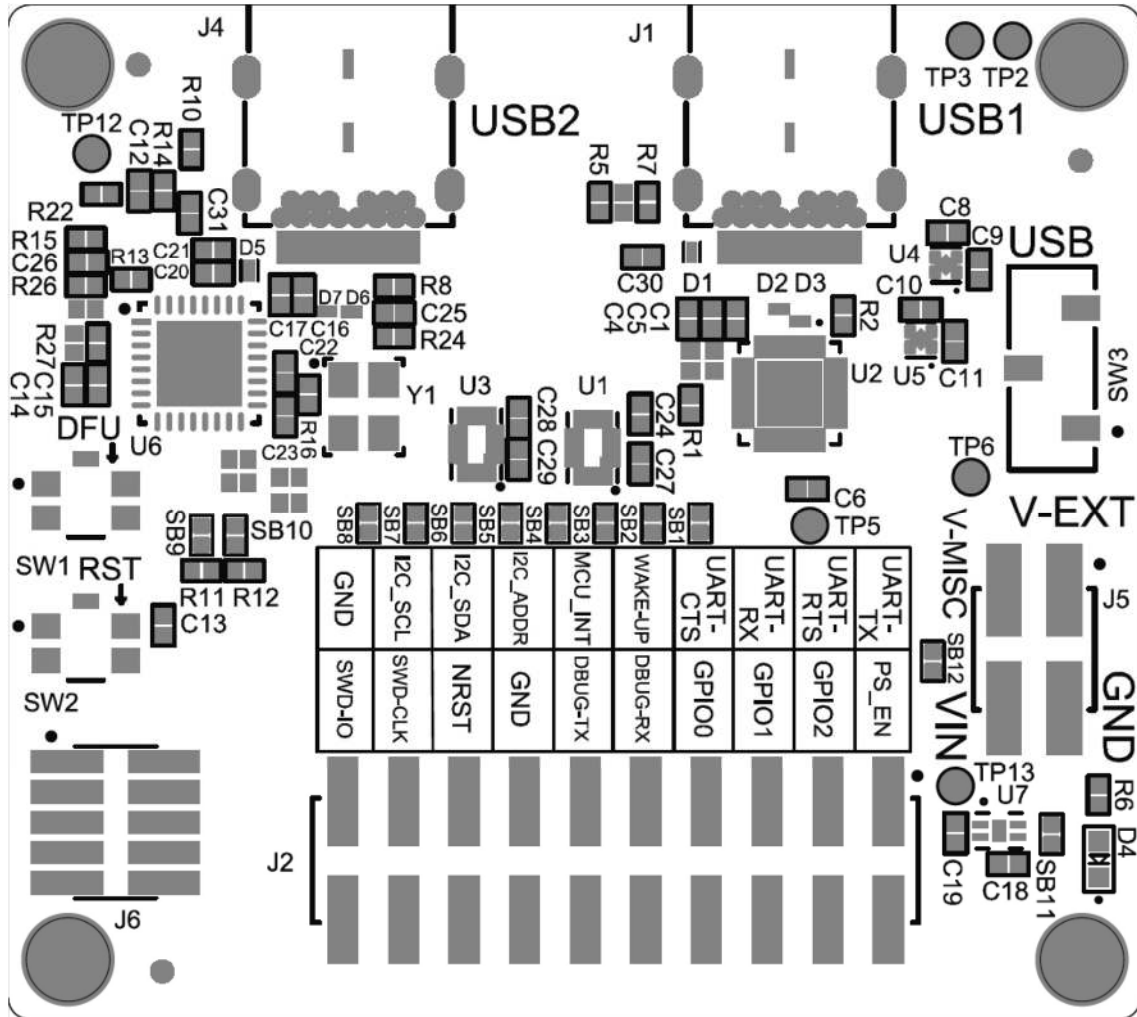 J4
J1
TP3
TP2
USB2
USB1
R10
TP12
C12
R14
R5
R7
C31
R22
C8
R15
C21
D5
U4
C9
USB
C26
C20
R13
C30
D1
D2
D3
C10
R26
D7
D6
R8
C17
C16
C25
C4
C5
C1
R2
R27
C22
R24
U5
C11
SW3
C14
C15
Y1
U3
U1
U2
DFU
U6
R16
C28
C24
R1
C23
C29
C27
TP6
C6
V-EXT
SB9
SB10
SB8
SB7
SB6
SB5
SB4
SB3
SB2
SB1
TP5
V-MISC
SW1
RST
R11
R12
C13
GND
I2C_SCL
I2C_SDA
I2C_ADDR
MCU_INT
WAKE-UP
UART-CTS
UART-RX
UART-RTS
UART-TX
J5
SB12
SWD-IO
SWD-CLK
NRST
GND
DBUG-TX
DBUG-RX
GPIO0
GPIO1
GPIO2
PS_EN
SW2
VIN
GND
TP13
U7
R6
D4
J2
C19
C18
SB11
J6